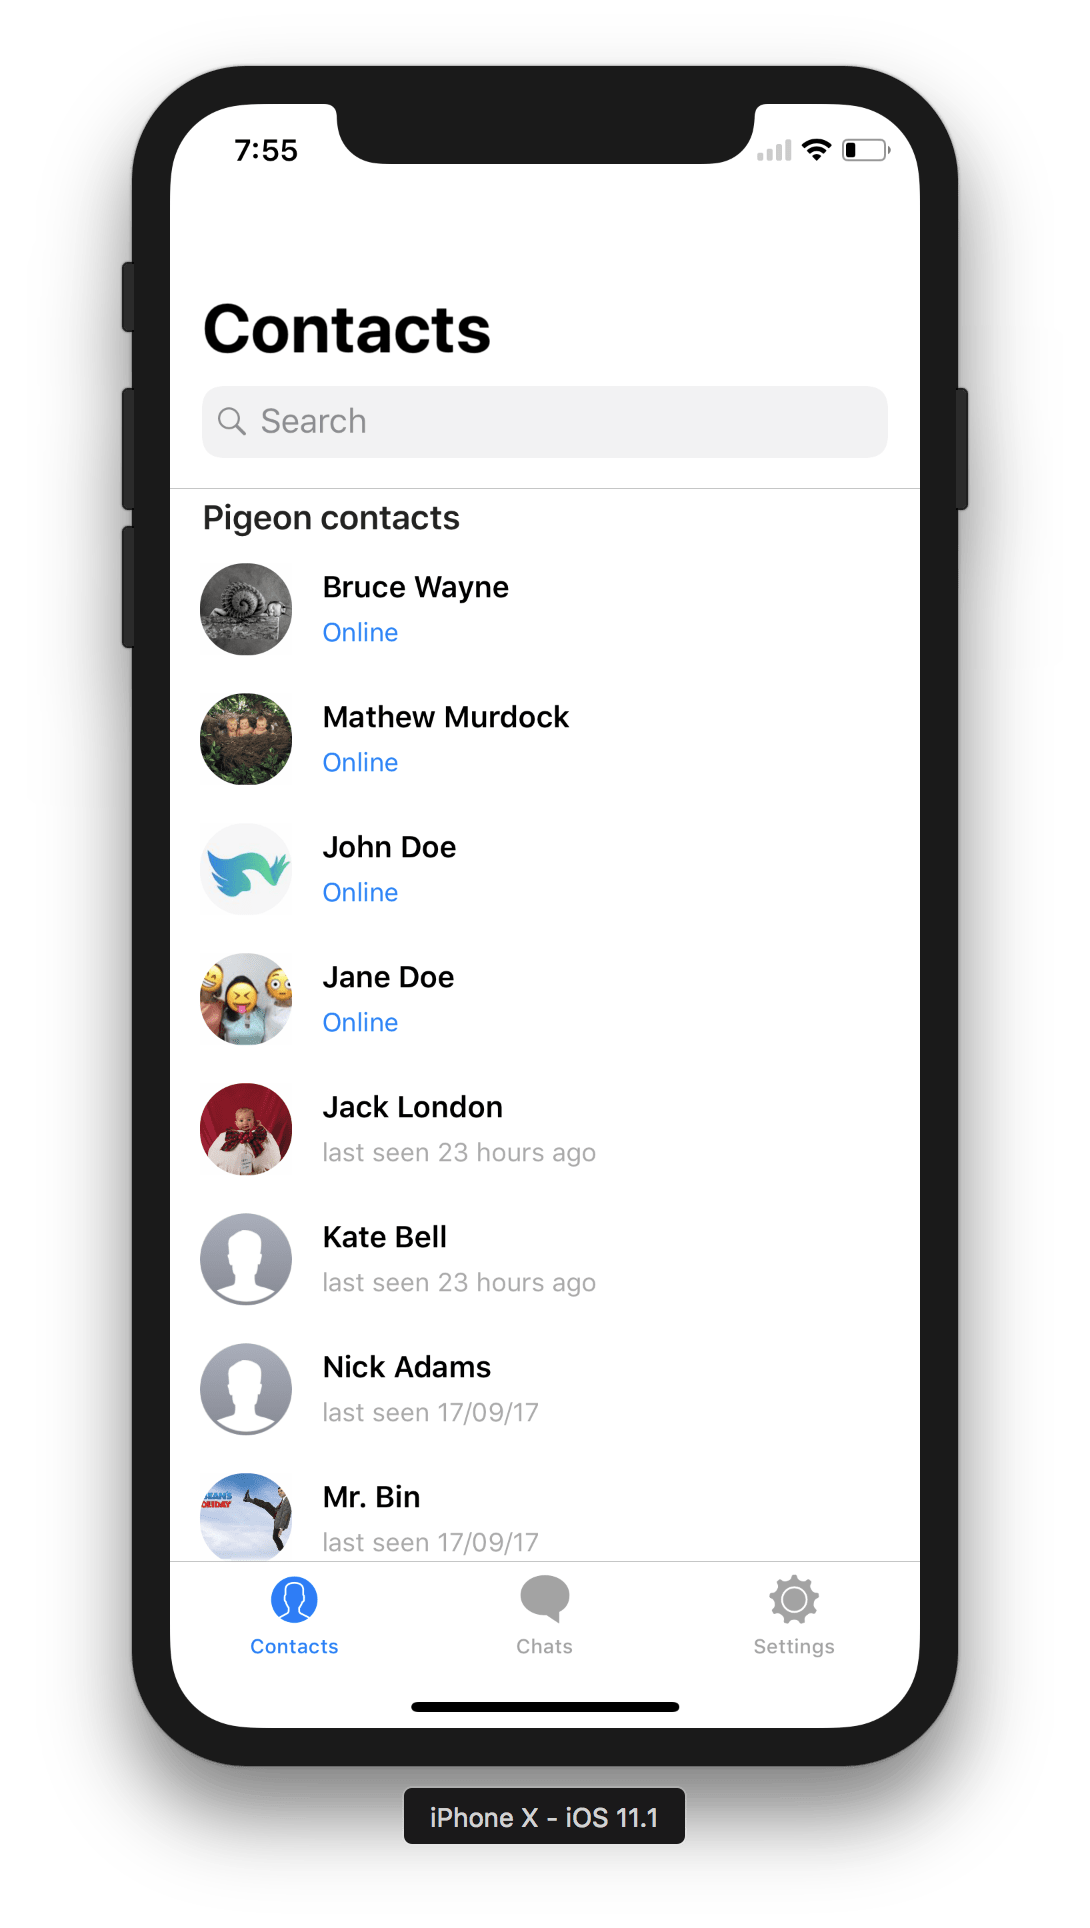 7:55
Contacts
Search
Pigeon contacts
Bruce Wayne
Online
Mathew Murdock
Online
John Doe
Online
Jane Doe
Online
Jack London
last seen 23 hours ago
Kate Bell
last seen 23 hours ago
Nick Adams
last seen 17/09/17
Mr. Bin
last seen 17/09/17
Contacts
Chats
Settings
iPhone X - iOS 11.1